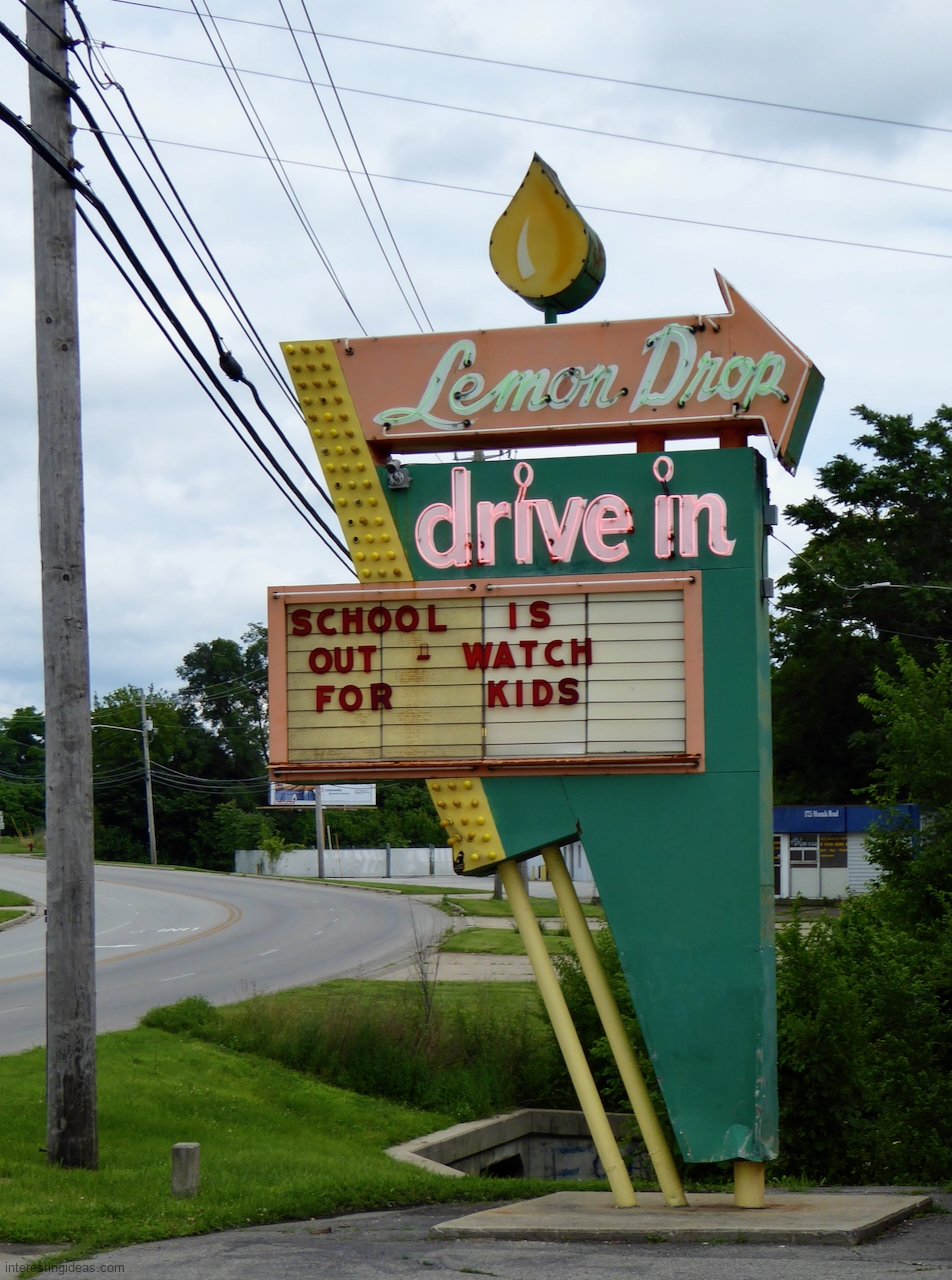 Lemon Drop
drive in
SCHOOL IS
OUT - WATCH
FOR KIDS
interestingideas.com